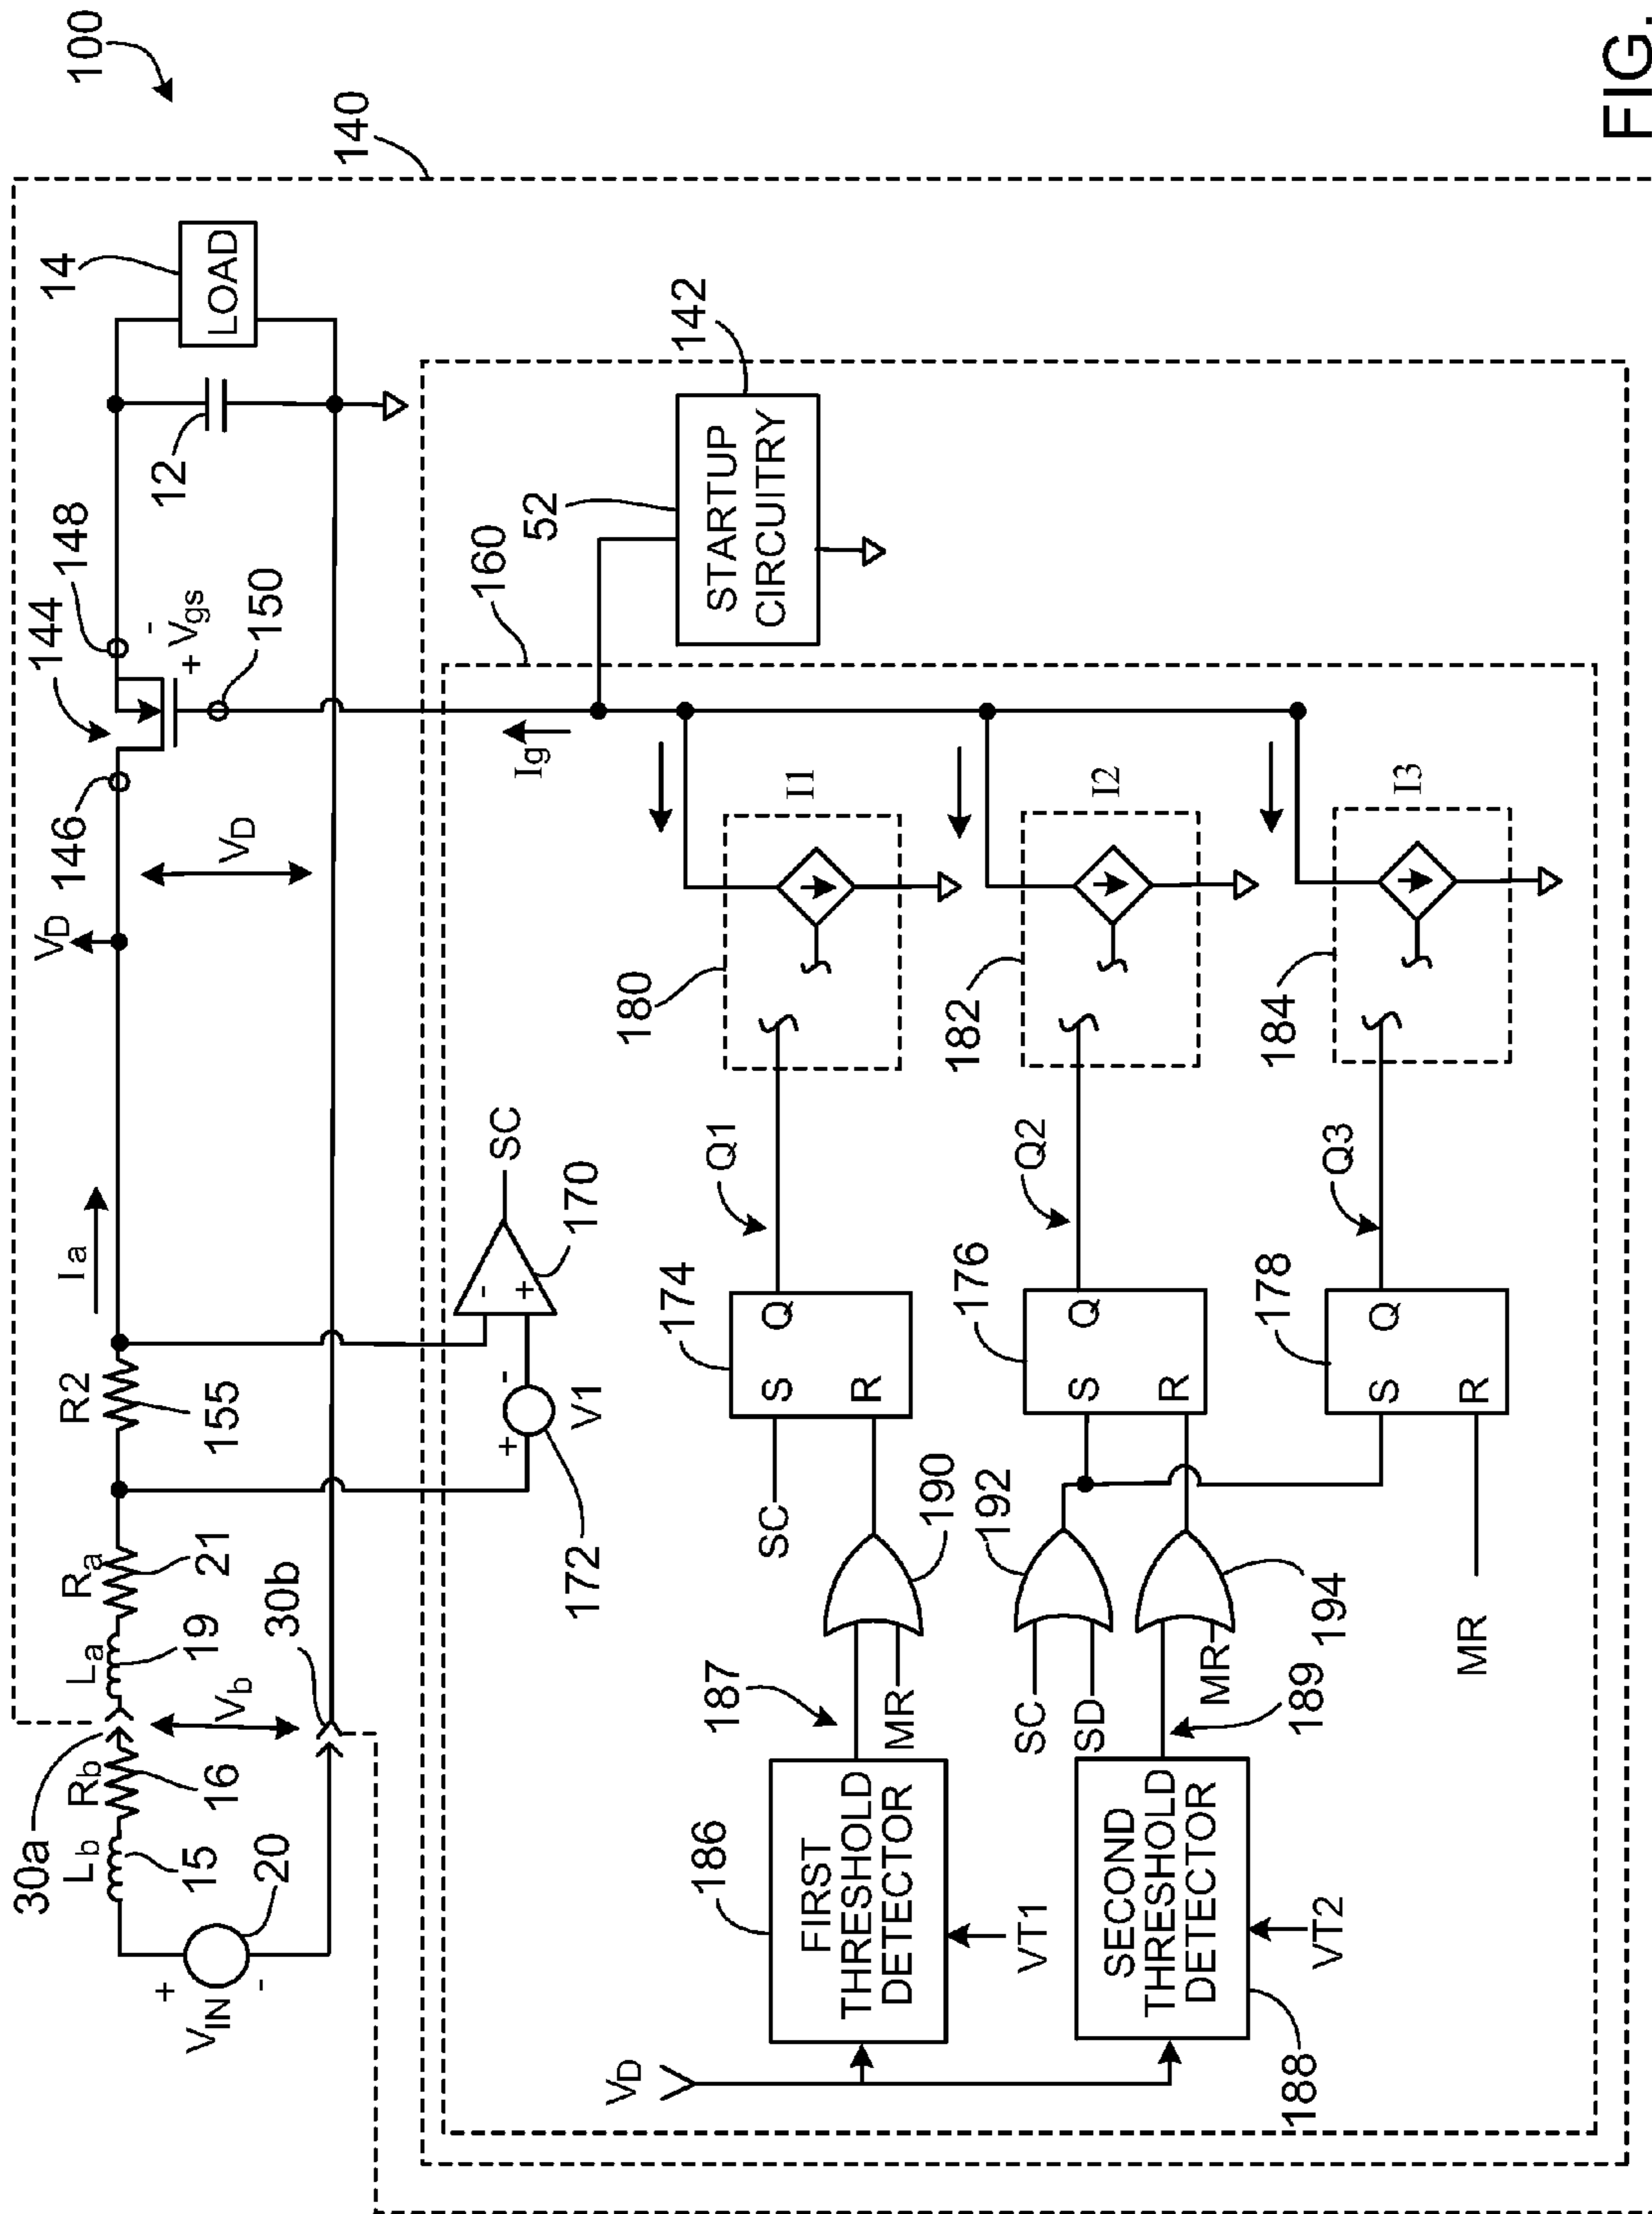 100
140
14
LOAD
12
148
144
-
+ Vgs
150
146
VD
VD
Ia
R2
155
Ra
21
La
19
Vb
30b
30a
Rb
16
Lb
15
20
+
VIN
-
142
52
STARTUP
CIRCUITRY
160
Ig
SC
170
-
+
-
+
V1
172
I1
180
Q1
174
S
Q
R
SC
190
187
MR
186
FIRST
THRESHOLD
DETECTOR
VT1
VD
I2
182
Q2
176
S
Q
R
192
SC
SD
194
MR
189
SECOND
THRESHOLD
DETECTOR
VT2
188
I3
184
Q3
178
S
Q
R
MR
FIG.